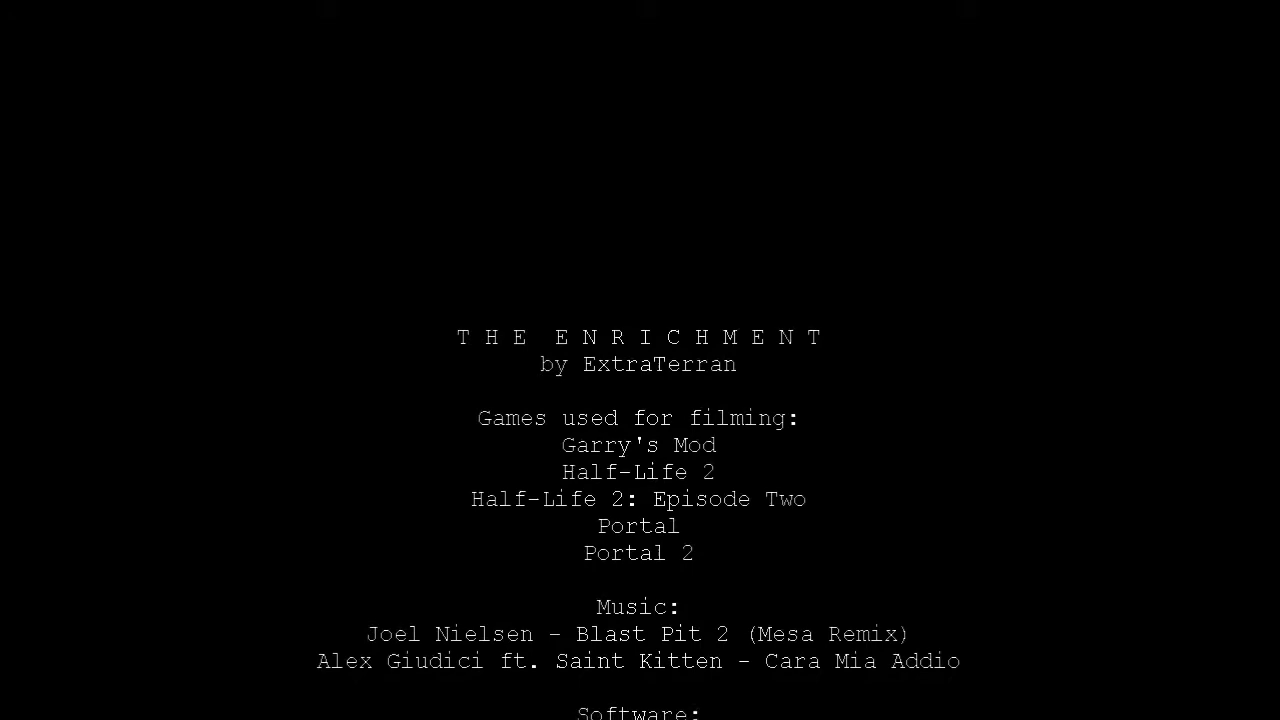 T H E  E N R I C H M E N T
by ExtraTerran
Games used for filming:
Garry's Mod
Half-Life 2
Half-Life 2: Episode Two
Portal
Portal 2
Music:
Joel Nielsen - Blast Pit 2 (Mesa Remix)
Alex Giudici ft. Saint Kitten - Cara Mia Addio
Software: